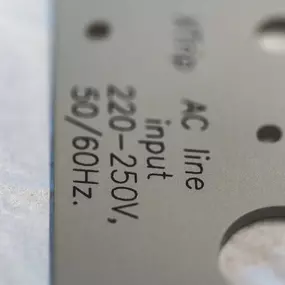 AC line
input
220-250V,
50/60Hz.